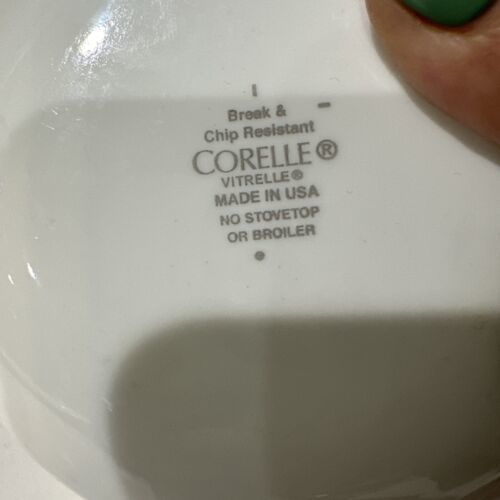 Break &
Chip Resistant
CORELLE®
VITRELLE®
MADE IN USA
NO STOVETOP
OR BROILER